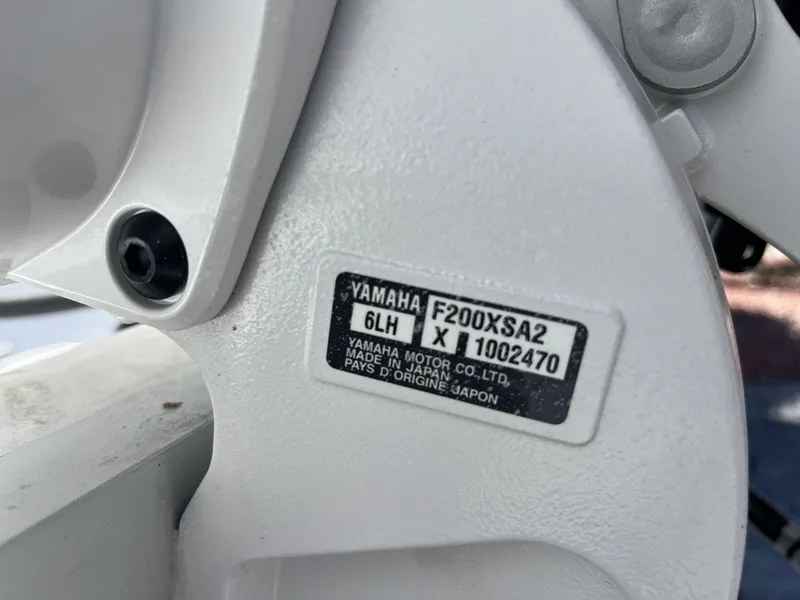 YAMAHA F200XSA2
6LH X 1002470
YAMAHA MOTOR CO.,LTD.
MADE IN JAPAN
PAYS D'ORIGINE JAPON